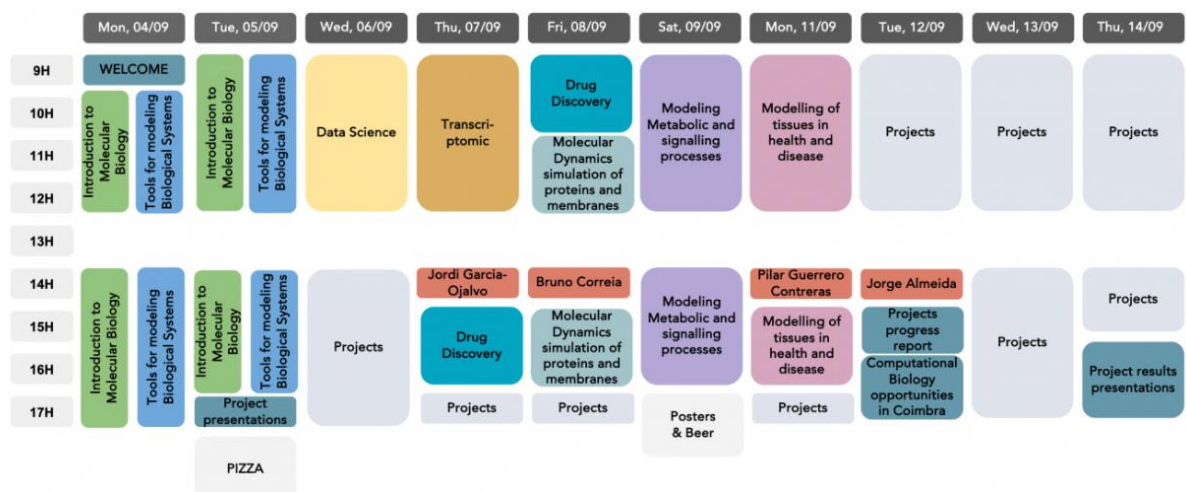 Mon, 04/09
Tue, 05/09
Wed, 06/09
Thu, 07/09
Fri, 08/09
Sat, 09/09
Mon, 11/09
Tue, 12/09
Wed, 13/09
Thu, 14/09
9H
10H
11H
12H
13H
14H
15H
16H
17H
WELCOME
Introduction to
Molecular
Biology
Tools for modeling
Biological Systems
Introduction to
Molecular Biology
Tools for modeling
Biological Systems
Introduction to
Molecular Biology
Tools for modeling
Biological Systems
Introduction to
Molecular
Biology
Tools for modeling
Biological Systems
Project
presentations
PIZZA
Data Science
Projects
Transcri-
ptomic
Jordi Garcia-
Ojalvo
Drug
Discovery
Projects
Drug
Discovery
Molecular
Dynamics
simulation of
proteins and
membranes
Bruno Correia
Molecular
Dynamics
simulation of
proteins and
membranes
Projects
Modeling
Metabolic and
signalling
processes
Modeling
Metabolic and
signalling
processes
Posters
& Beer
Modelling of
tissues in
health and
disease
Pilar Guerrero
Contreras
Modelling of
tissues in
health and
disease
Projects
Projects
Jorge Almeida
Projects
progress
report
Computational
Biology
opportunities
in Coimbra
Projects
Projects
Projects
Projects
Project results
presentations